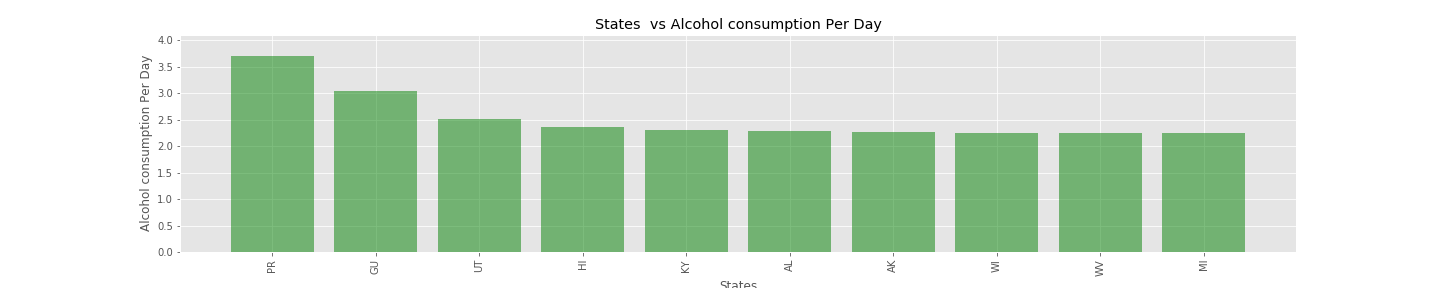 States  vs Alcohol consumption Per Day
Alcohol consumption Per Day
4.0
3.5
3.0
2.5
2.0
1.5
1.0
0.5
0.0
PR
GU
UT
HI
KY
AL
AK
WI
WV
MI
States